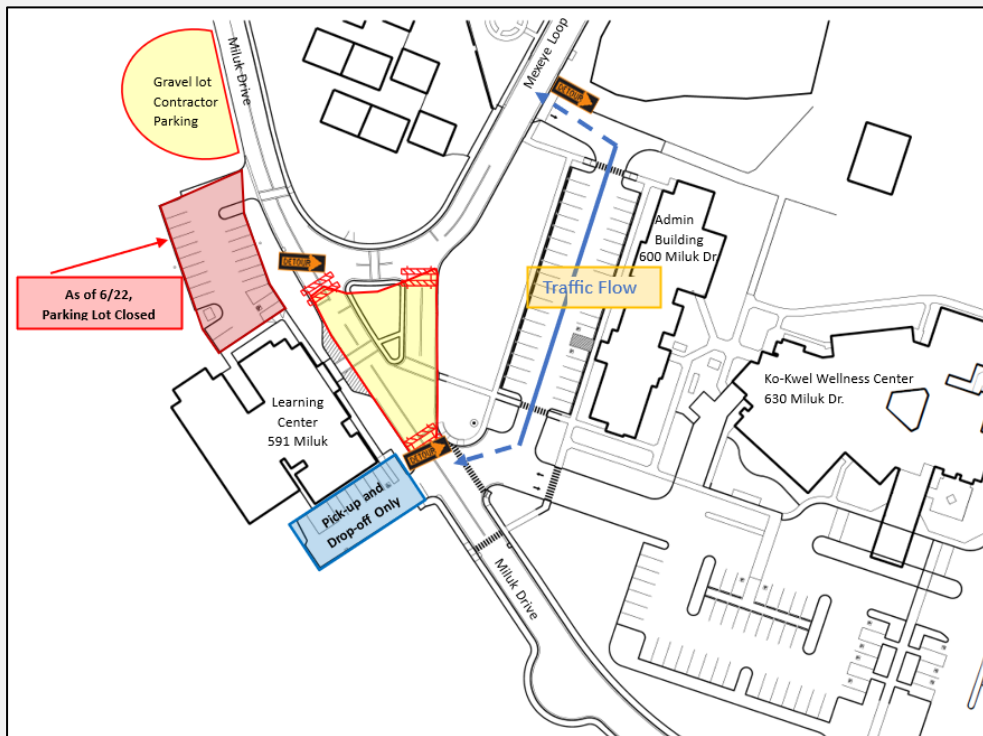 Miluk Drive
Mexeye Loop
Gravel lot
Contractor
Parking
DETOUR
As of 6/22,
Parking Lot Closed
DETOUR
Admin
Building
600 Miluk Dr
Traffic Flow
Ko-Kwel Wellness Center
630 Miluk Dr.
Learning
Center
591 Miluk
DETOUR
Pick-up and
Drop-off Only
Miluk Drive